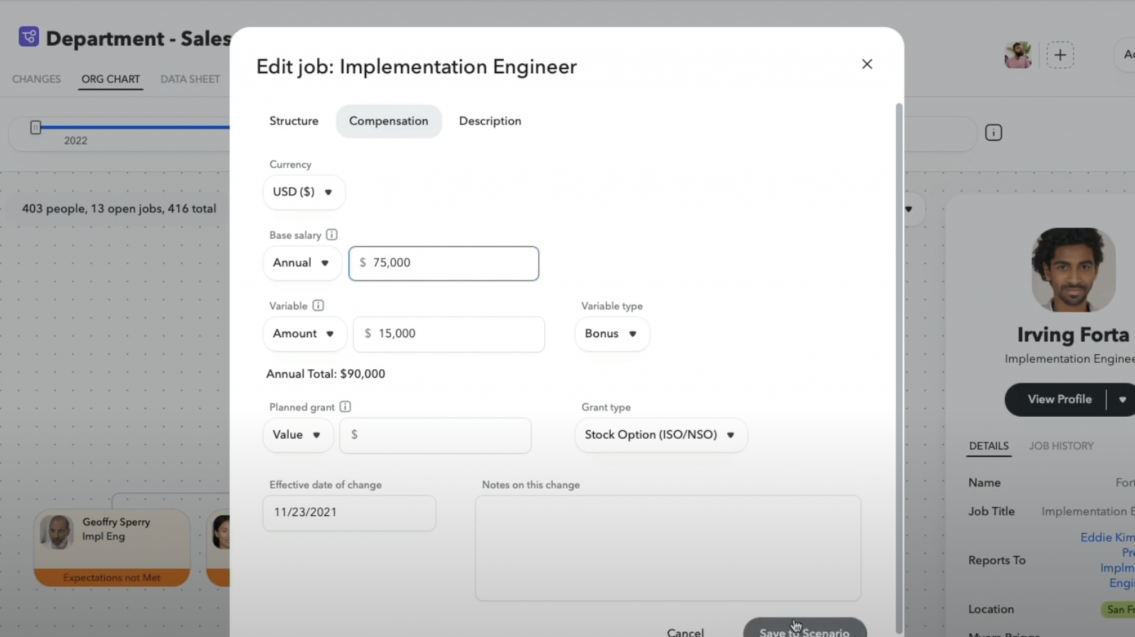 Department - Sales
CHANGES
ORG CHART
DATA SHEET
2022
403 people, 13 open jobs, 416 total
Edit job: Implementation Engineer
Structure
Compensation
Description
Currency
USD ($)
Base salary
Annual
$ 75,000
Variable
Variable type
Amount
$ 15,000
Bonus
Annual Total: $90,000
Planned grant
Grant type
Value
$
Stock Option (ISO/NSO)
Effective date of change
Notes on this change
11/23/2021
Cancel
Save to Scenario
Geoffry Sperry
Impl Eng
Expectations not Met
Irving Forta
Implementation Enginee
View Profile
DETAILS
JOB HISTORY
Name
Fort
Job Title
Implementation E
Reports To
Eddie Kim
Pre
Implm
Engi
Location
San Fr
Myers Briggs